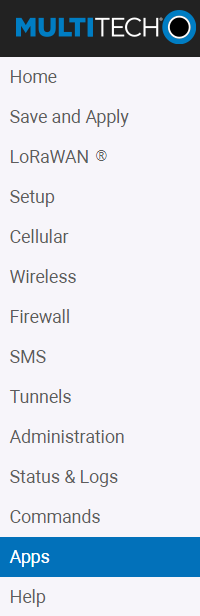 MULTITECH®
Home
Save and Apply
LoRaWAN ®
Setup
Cellular
Wireless
Firewall
SMS
Tunnels
Administration
Status & Logs
Commands
Apps
Help